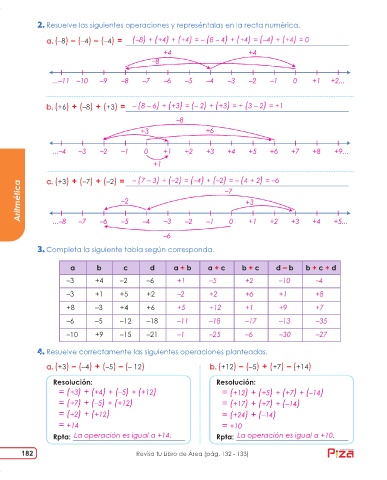 2. Resuelve las siguientes operaciones y represéntalas en la recta numérica.
a. (–8) – (–4) – (–4) = (–8) + (+4) + (+4) = – (8 – 4) + (+4) = (–4) + (+4) = 0
+4 +4
–8
...–11 –10 –9 –8 –7 –6 –5 –4 –3 –2 –1 0 +1 +2...
b. (+6) + (–8) + (+3) = – (8 – 6) + (+3) = (– 2) + (+3) = + (3 – 2) = +1
–8
+3 +6
...–4 –3 –2 –1 0 +1 +2 +3 +4 +5 +6 +7 +8 +9...
+1
c. (+3) + (–7) + (–2) = – (7 – 3) + (–2) = (–4) + (–2) = – (4 + 2) = –6
–7
–2 +3
...–8 –7 –6 –5 –4 –3 –2 –1 0 +1 +2 +3 +4 +5...
–6
Aritmética
3. Completa la siguiente tabla según corresponda.
a b c d a + b a + c b + c d – b b + c + d
–3 +4 –2 –6 +1 –5 +2 –10 –4
–3 +1 +5 +2 –2 +2 +6 +1 +8
+8 –3 +4 +6 +5 +12 +1 +9 +7
–6 –5 –12 –18 –11 –18 –17 –13 –35
–10 +9 –15 –21 –1 –25 –6 –30 –27
4. Resuelve correctamente las siguientes operaciones planteadas.
a. (+3) – (–4) + (–5) – (– 12)
Resolución:
= (+3) + (+4) + (–5) + (+12)
= (+7) + (–5) + (+12)
= (+2) + (+12)
= +14
Rpta: La operación es igual a +14.
b. (+12) – (–5) + (+7) – (+14)
Resolución:
= (+12) + (+5) + (+7) + (–14)
= (+17) + (+7) + (–14)
= (+24) + (–14)
= +10
Rpta: La operación es igual a +10.
182 Revisa tu Libro de Área (pág. 132 - 133) Pizá